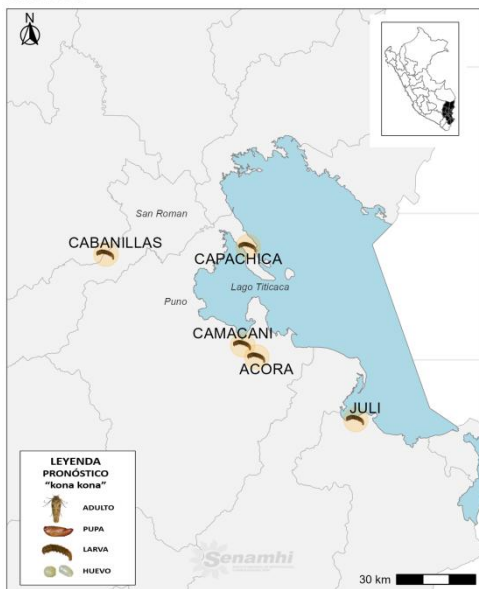 N
San Roman
CABANILLAS
CAPACHICA
Puno
Lago Titicaca
CAMACANI
ACORA
JULI
LEYENDA
PRONÓSTICO
"kona kona"
ADULTO
PUPA
LARVA
HUEVO
Senamhi
30 km